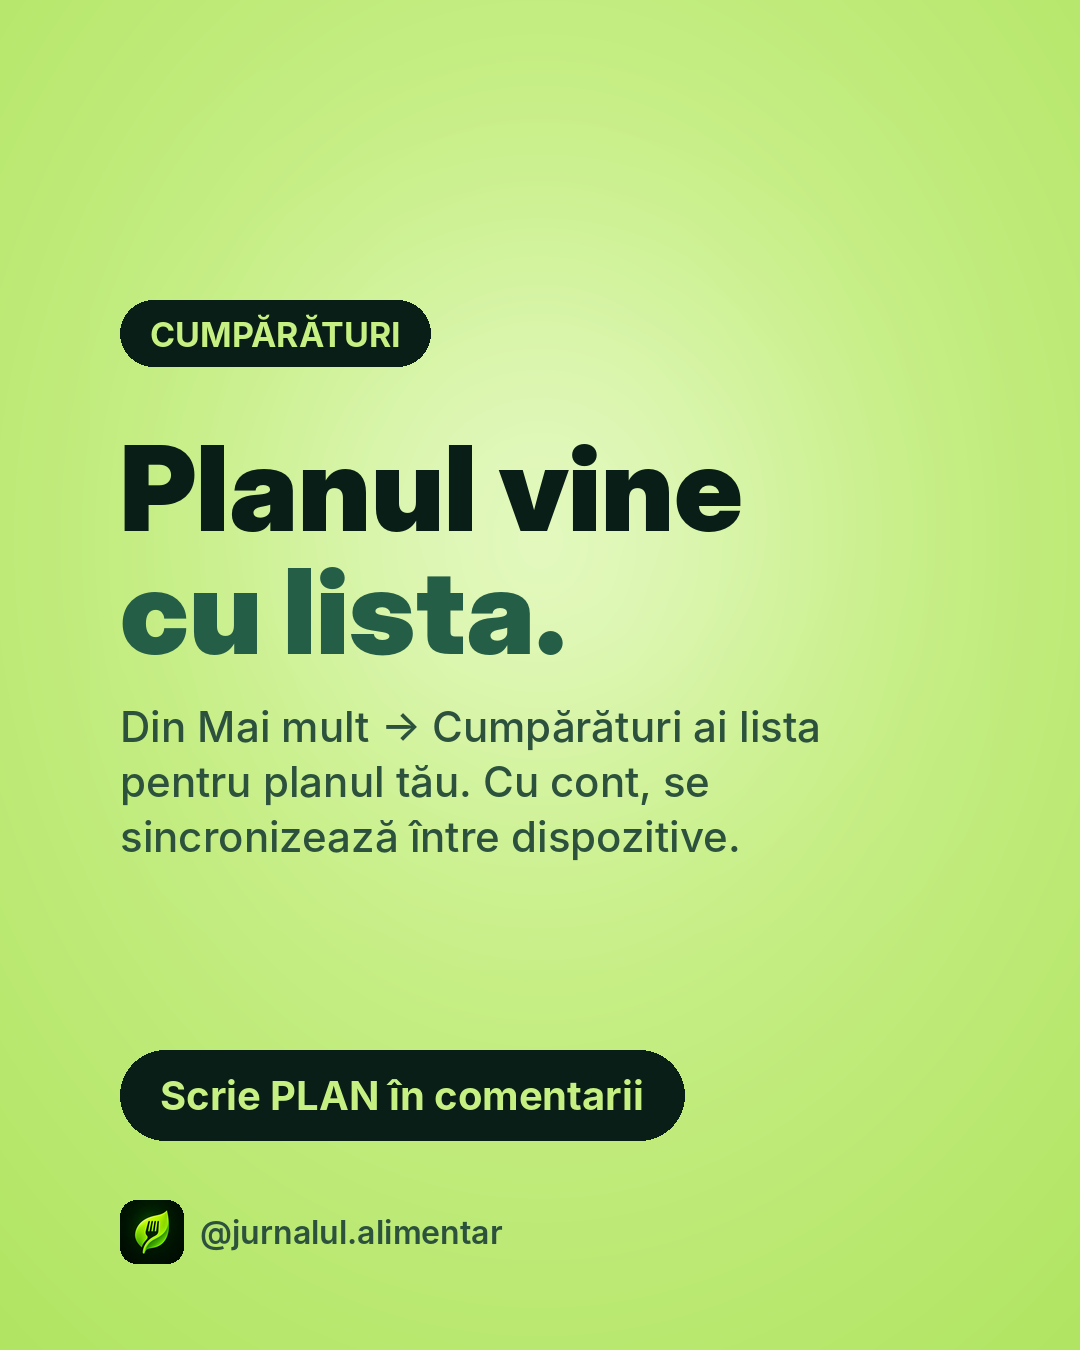 CUMPĂRĂTURI
Planul vine
cu lista.
Din Mai mult → Cumpărături ai lista
pentru planul tău. Cu cont, se
sincronizează între dispozitive.
Scrie PLAN în comentarii
@jurnalul.alimentar